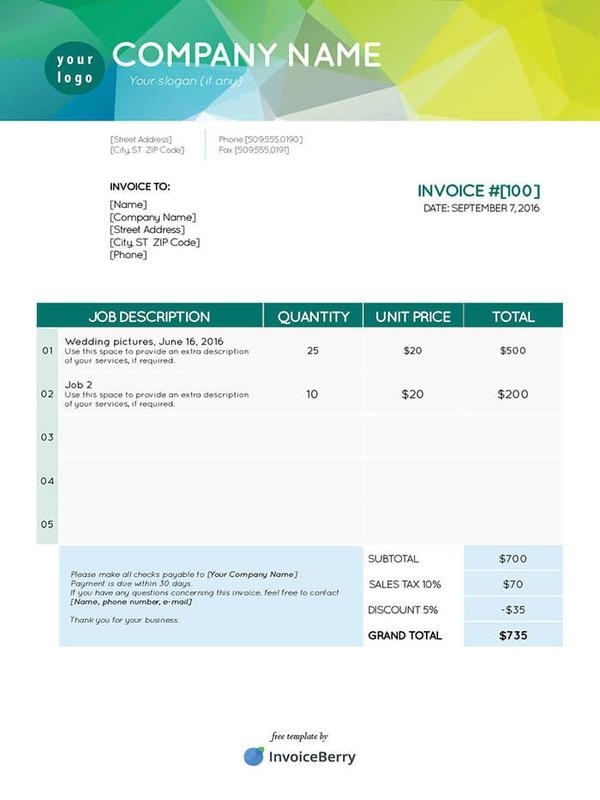 your
logo
COMPANY NAME
Your slogan (if any)
[Street Address]
[City, ST ZIP Code]
Phone [509.555.0190]
Fax [509.555.0191]
INVOICE TO:
[Name]
[Company Name]
[Street Address]
[City, ST ZIP Code]
[Phone]
INVOICE #[100]
DATE: SEPTEMBER 7, 2016
JOB DESCRIPTION QUANTITY UNIT PRICE TOTAL
01 Wedding pictures, June 16, 2016 25 $20 $500
Use this space to provide an extra description
of your services, if required.
02 Job 2 10 $20 $200
Use this space to provide an extra description
of your services, if required.
03
04
05
Please make all checks payable to [Your Company Name]
Payment is due within 30 days.
If you have any questions concerning this invoice, feel free to contact
[Name, phone number, e-mail]
Thank you for your business.
SUBTOTAL $700
SALES TAX 10% $70
DISCOUNT 5% -$35
GRAND TOTAL $735
free template by
InvoiceBerry